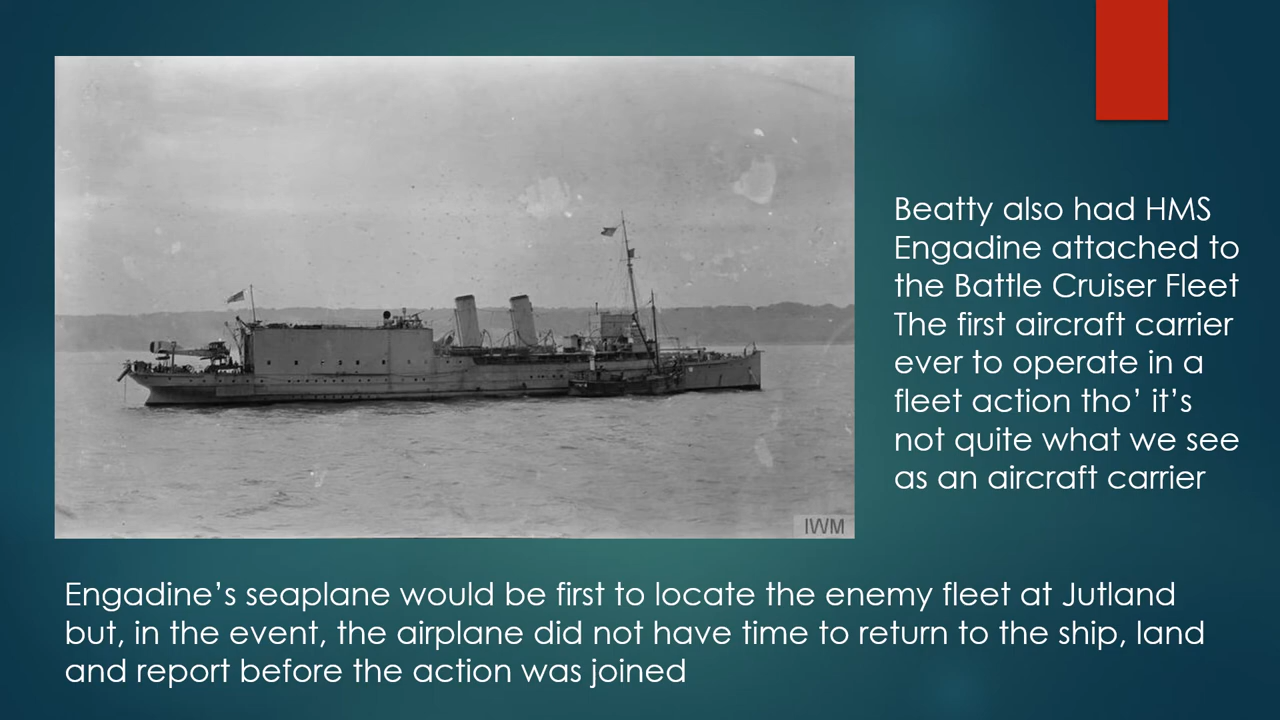 Beatty also had HMS
Engadine attached to
the Battle Cruiser Fleet
The first aircraft carrier
ever to operate in a
fleet action tho’ it’s
not quite what we see
as an aircraft carrier
IWM
Engadine’s seaplane would be first to locate the enemy fleet at Jutland
but, in the event, the airplane did not have time to return to the ship, land
and report before the action was joined